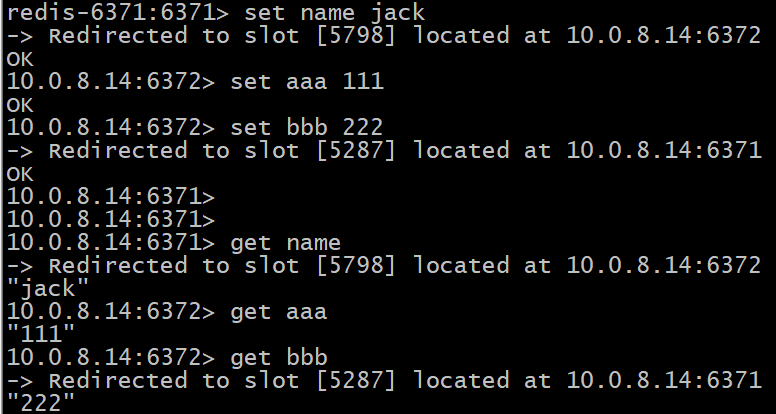 redis-6371:6371> set name jack
-> Redirected to slot [5798] located at 10.0.8.14:6372
OK
10.0.8.14:6372> set aaa 111
OK
10.0.8.14:6372> set bbb 222
-> Redirected to slot [5287] located at 10.0.8.14:6371
OK
10.0.8.14:6371>
10.0.8.14:6371>
10.0.8.14:6371> get name
-> Redirected to slot [5798] located at 10.0.8.14:6372
"jack"
10.0.8.14:6372> get aaa
"111"
10.0.8.14:6372> get bbb
-> Redirected to slot [5287] located at 10.0.8.14:6371
"222"